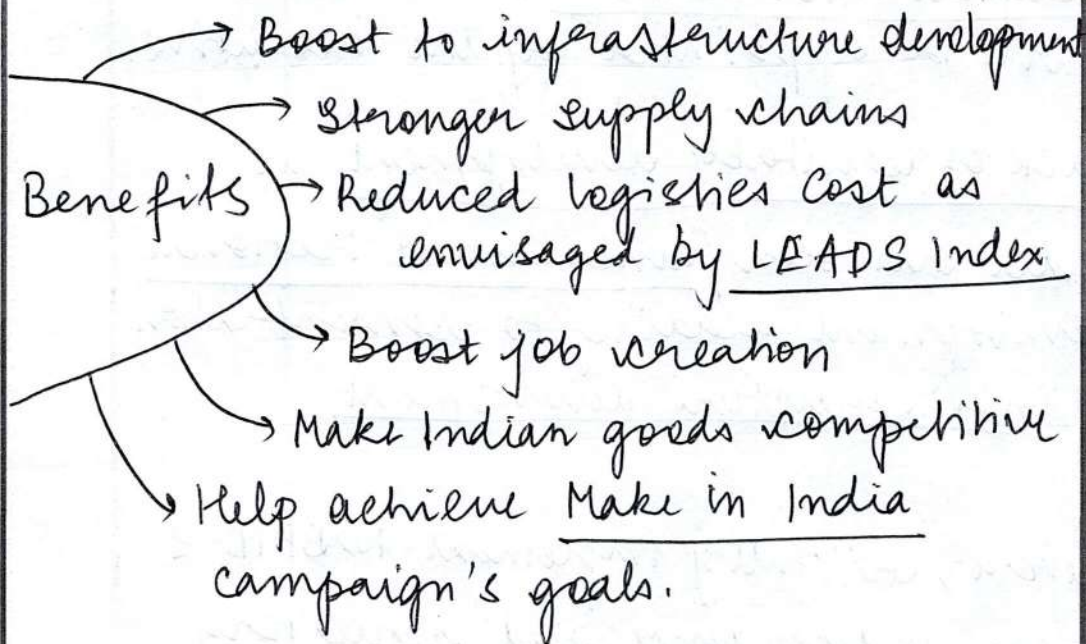 Boost to infrastructure development
Stronger supply chains
Benefits
Reduced logistics cost as
envisaged by LEADS Index
Boost job creation
Make Indian goods competitive
Help achieve Make in India
campaign's goals.